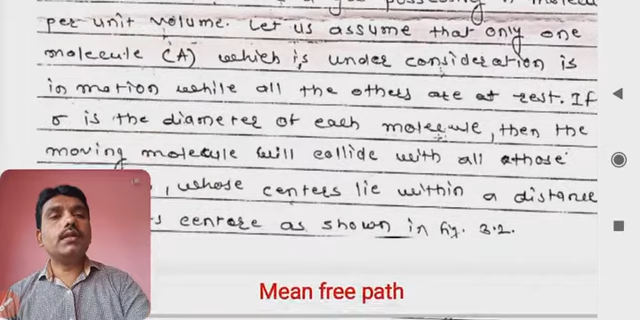 per unit volume. Let us assume that only one
molecule (A) which is under consideration is
in motion while all the others are at rest. If
σ is the diameter of each molecule, then the
moving molecule will collide with all those
, whose centers lie within a distance
centore as shown in fig. 3.2.
Mean free path